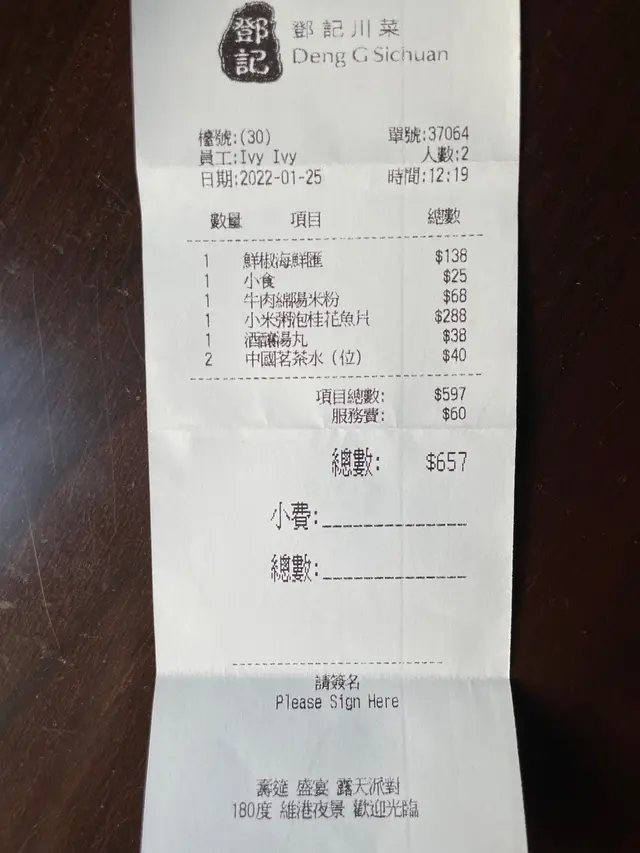 鄧記
鄧記川菜
Deng G Sichuan
檯號:(30) 單號:37064
員工:Ivy Ivy 人數:2
日期:2022-01-25 時間:12:19
數量 項目 總數
1 鮮椒海鮮匯 $138
1 小食 $25
1 牛肉綿陽米粉 $68
1 小米粥泡桂花魚片 $288
1 酒釀湯丸 $38
2 中國茗茶水(位) $40
項目總數: $597
服務費: $60
總數: $657
小費:
總數:
請簽名
Please Sign Here
壽筵 盛宴 露天派對
180度 維港夜景 歡迎光臨